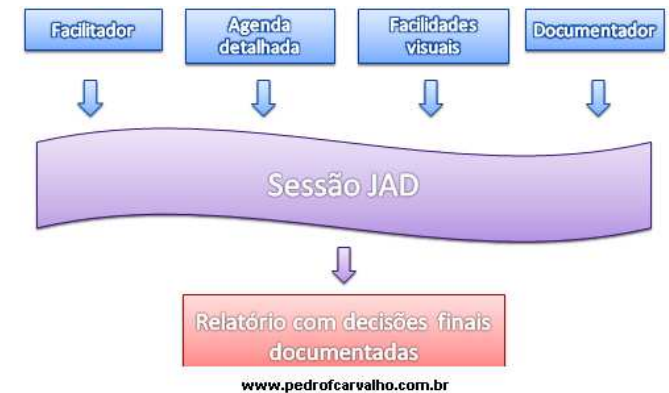 Facilitador
Agenda
detalhada
Facilidades
visuais
Documentador
Sessão JAD
Relatório com decisões finais
documentadas
www.pedrofcarvalho.com.br